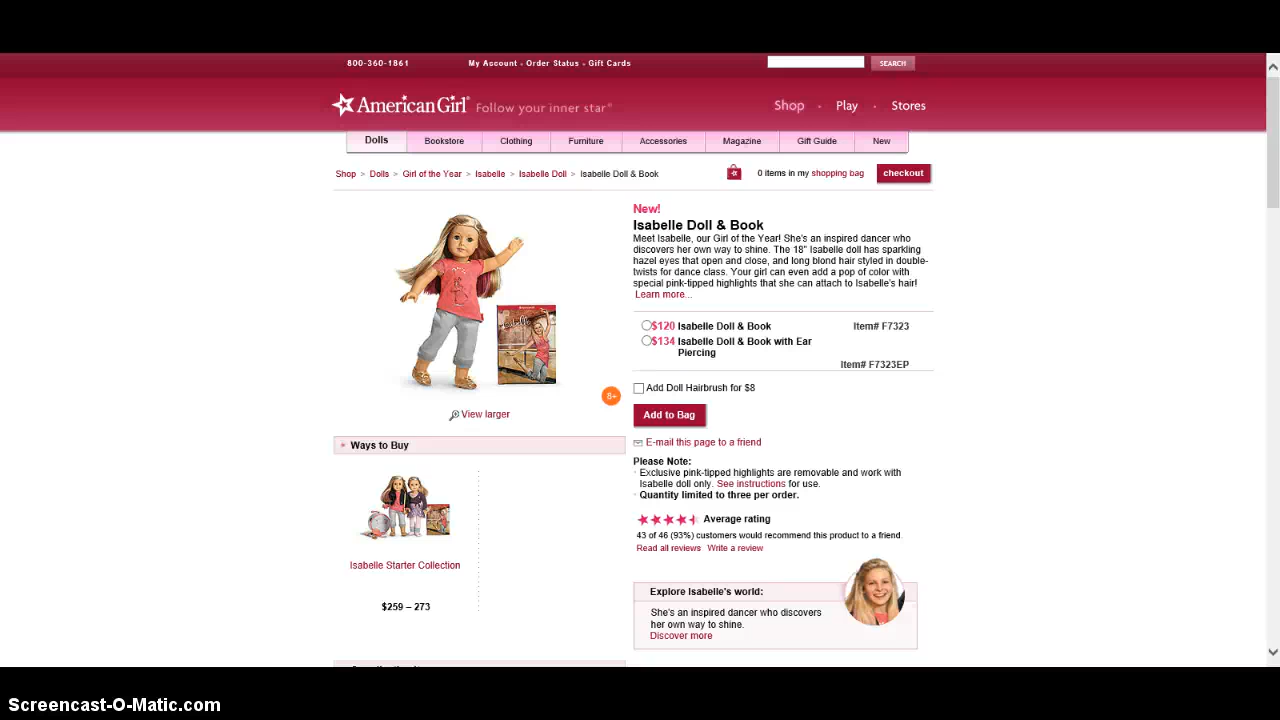 800-360-1861
My Account Order Status Gift Cards
SEARCH
AmericanGirl® Follow your inner star®
Shop Play Stores
Dolls Bookstore Clothing Furniture Accessories Magazine Gift Guide New
Shop > Dolls > Girl of the Year > Isabelle > Isabelle Doll > Isabelle Doll & Book
0 items in my shopping bag
checkout
New!
Isabelle Doll & Book
Meet Isabelle, our Girl of the Year! She's an inspired dancer who
discovers her own way to shine. The 18" Isabelle doll has sparkling
hazel eyes that open and close, and long blond hair styled in double-
twists for dance class. Your girl can even add a pop of color with
special pink-tipped highlights that she can attach to Isabelle's hair!
Learn more...
$120 Isabelle Doll & Book Item# F7323
$134 Isabelle Doll & Book with Ear
Piercing
Item# F7323EP
8+
Add Doll Hairbrush for $8
Add to Bag
View larger
E-mail this page to a friend
Ways to Buy
Please Note:
Exclusive pink-tipped highlights are removable and work with
Isabelle doll only. See instructions for use.
Quantity limited to three per order.
Average rating
43 of 46 (93%) customers would recommend this product to a friend.
Read all reviews Write a review
Isabelle Starter Collection
$259 – 273
Explore Isabelle's world:
She's an inspired dancer who discovers
her own way to shine.
Discover more
Screencast-O-Matic.com